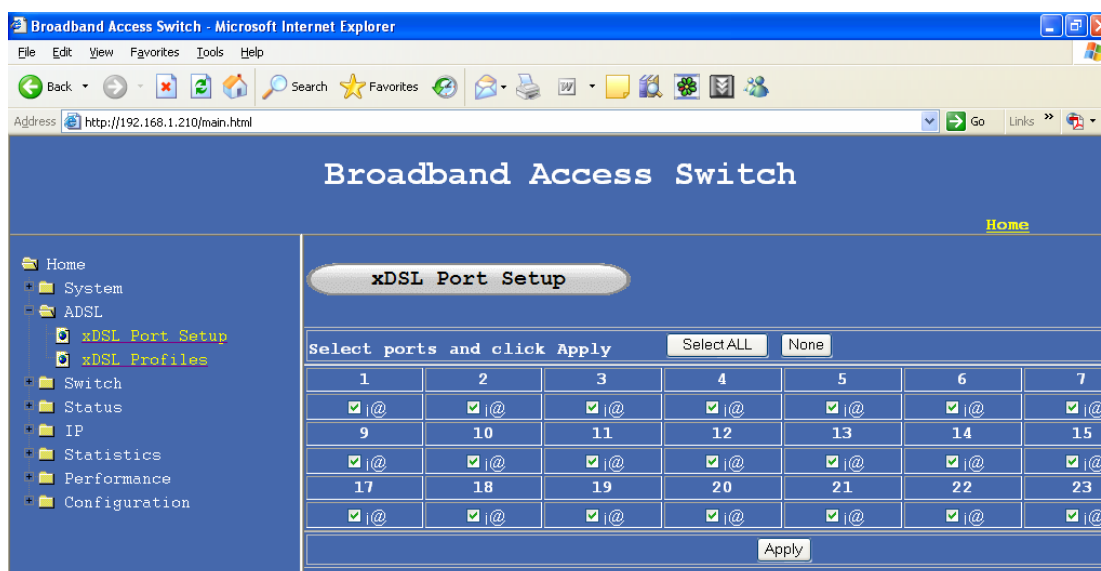 Broadband Access Switch - Microsoft Internet Explorer
File Edit View Favorites Tools Help
Back Search Favorites
Address http://192.168.1.210/main.html Go Links »
Broadband Access Switch
Home
Home
System
ADSL
xDSL Port Setup
xDSL Profiles
Switch
Status
IP
Statistics
Performance
Configuration
xDSL Port Setup
Select ports and click Apply Select ALL None
1 2 3 4 5 6 7
¡@ ¡@ ¡@ ¡@ ¡@ ¡@ ¡@
9 10 11 12 13 14 15
¡@ ¡@ ¡@ ¡@ ¡@ ¡@ ¡@
17 18 19 20 21 22 23
¡@ ¡@ ¡@ ¡@ ¡@ ¡@ ¡@
Apply